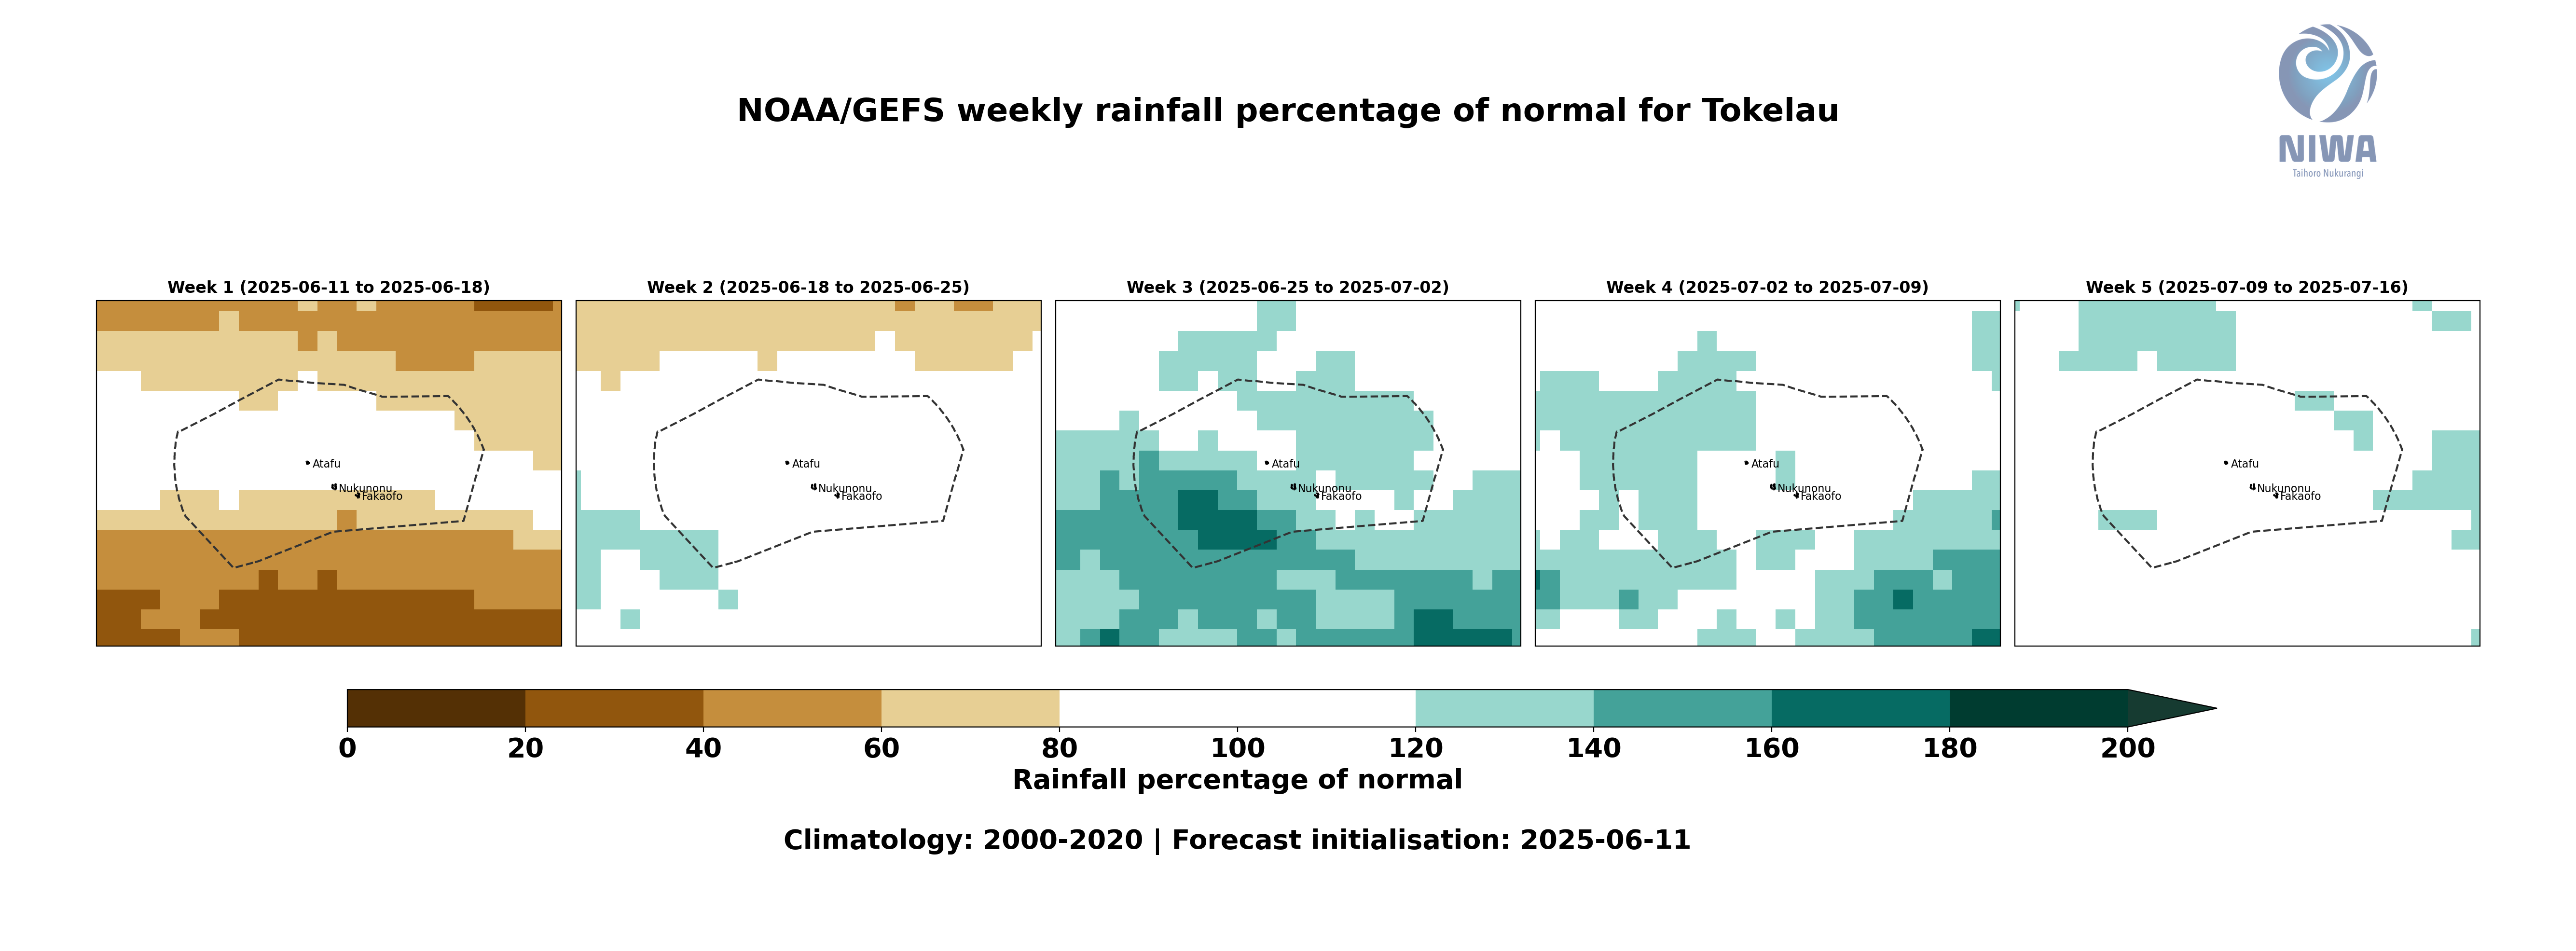 NOAA/GEFS weekly rainfall percentage of normal for Tokelau
NIWA
Taihoro Nukurangi
Week 1 (2025-06-11 to 2025-06-18)
Week 2 (2025-06-18 to 2025-06-25)
Week 3 (2025-06-25 to 2025-07-02)
Week 4 (2025-07-02 to 2025-07-09)
Week 5 (2025-07-09 to 2025-07-16)
Atafu
Nukunonu
Fakaofo
Atafu
Nukunonu
Fakaofo
Atafu
Nukunonu
Fakaofo
Atafu
Nukunonu
Fakaofo
Atafu
Nukunonu
Fakaofo
0 20 40 60 80 100 120 140 160 180 200
Rainfall percentage of normal
Climatology: 2000-2020 | Forecast initialisation: 2025-06-11